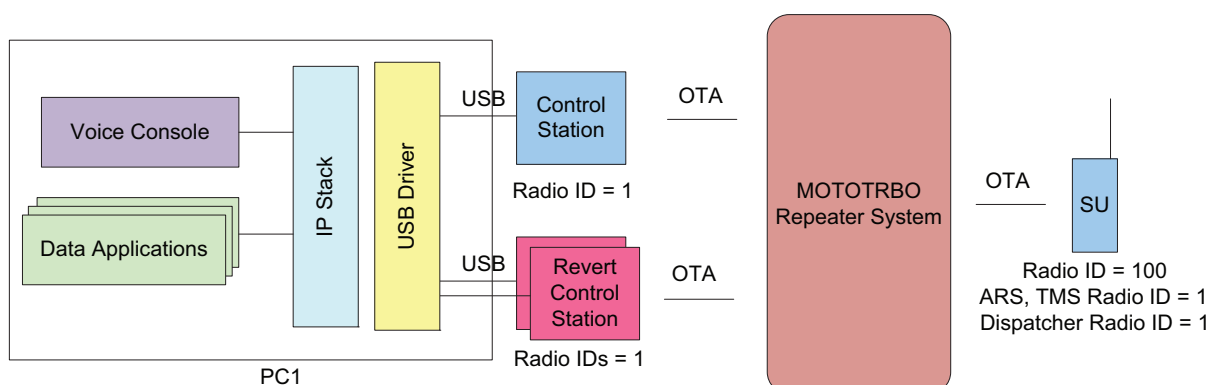 Voice Console
Data Applications
IP Stack
USB Driver
PC1
USB
USB
Control
Station
Radio ID = 1
Revert
Control
Station
Radio IDs = 1
OTA
OTA
MOTOTRBO
Repeater System
OTA
SU
Radio ID = 100
ARS, TMS Radio ID = 1
Dispatcher Radio ID = 1